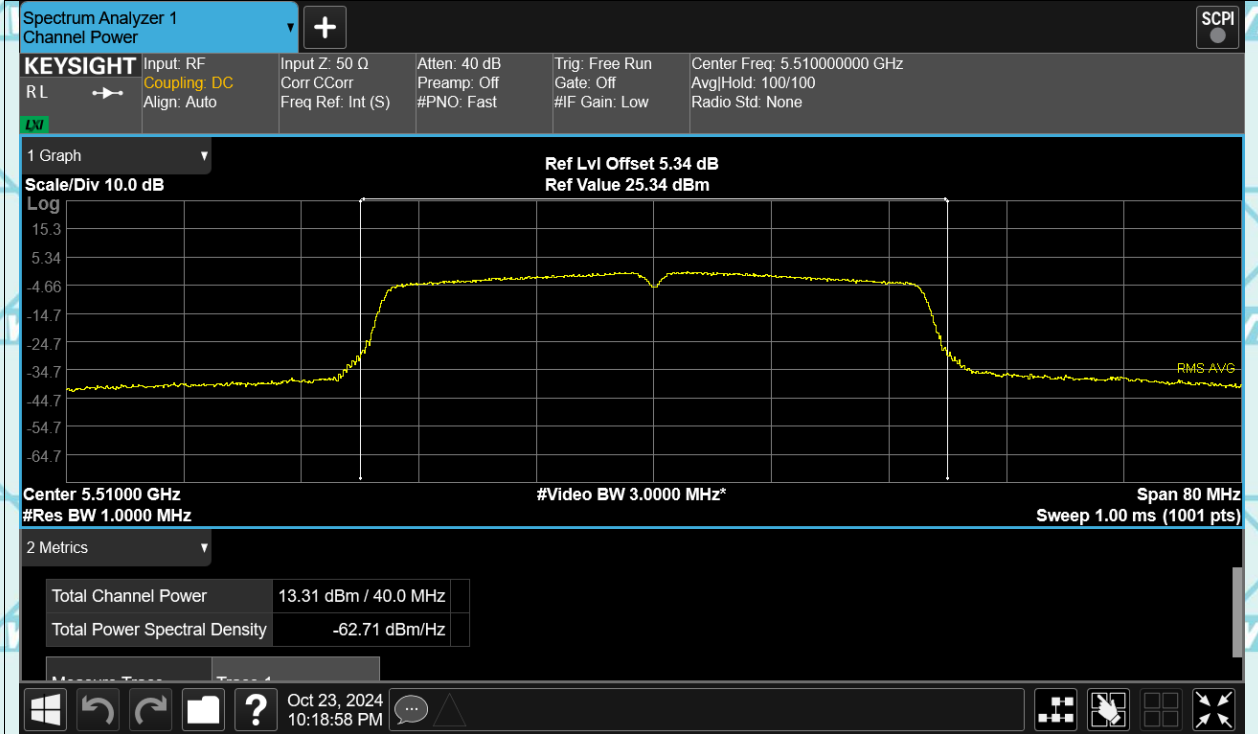 Spectrum Analyzer 1
Channel Power
SCPI
KEYSIGHT
R L
LXI
Input: RF
Coupling: DC
Align: Auto
Input Z: 50 Ω
Corr CCorr
Freq Ref: Int (S)
Atten: 40 dB
Preamp: Off
#PNO: Fast
Trig: Free Run
Gate: Off
#IF Gain: Low
Center Freq: 5.510000000 GHz
Avg|Hold: 100/100
Radio Std: None
1 Graph
Scale/Div 10.0 dB
Ref Lvl Offset 5.34 dB
Ref Value 25.34 dBm
Log
15.3
5.34
-4.66
-14.7
-24.7
-34.7
-44.7
-54.7
-64.7
RMS AVG
Center 5.51000 GHz
#Video BW 3.0000 MHz*
Span 80 MHz
#Res BW 1.0000 MHz
Sweep 1.00 ms (1001 pts)
2 Metrics
Total Channel Power 13.31 dBm / 40.0 MHz
Total Power Spectral Density -62.71 dBm/Hz
Measure Trace Trace 1
?
Oct 23, 2024
10:18:58 PM